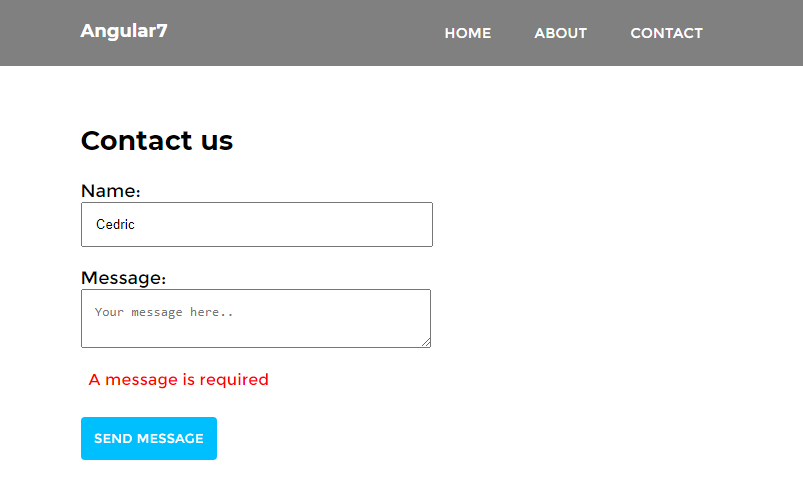 Angular7
HOME ABOUT CONTACT
Contact us
Name:
Cedric
Message:
Your message here..
A message is required
SEND MESSAGE